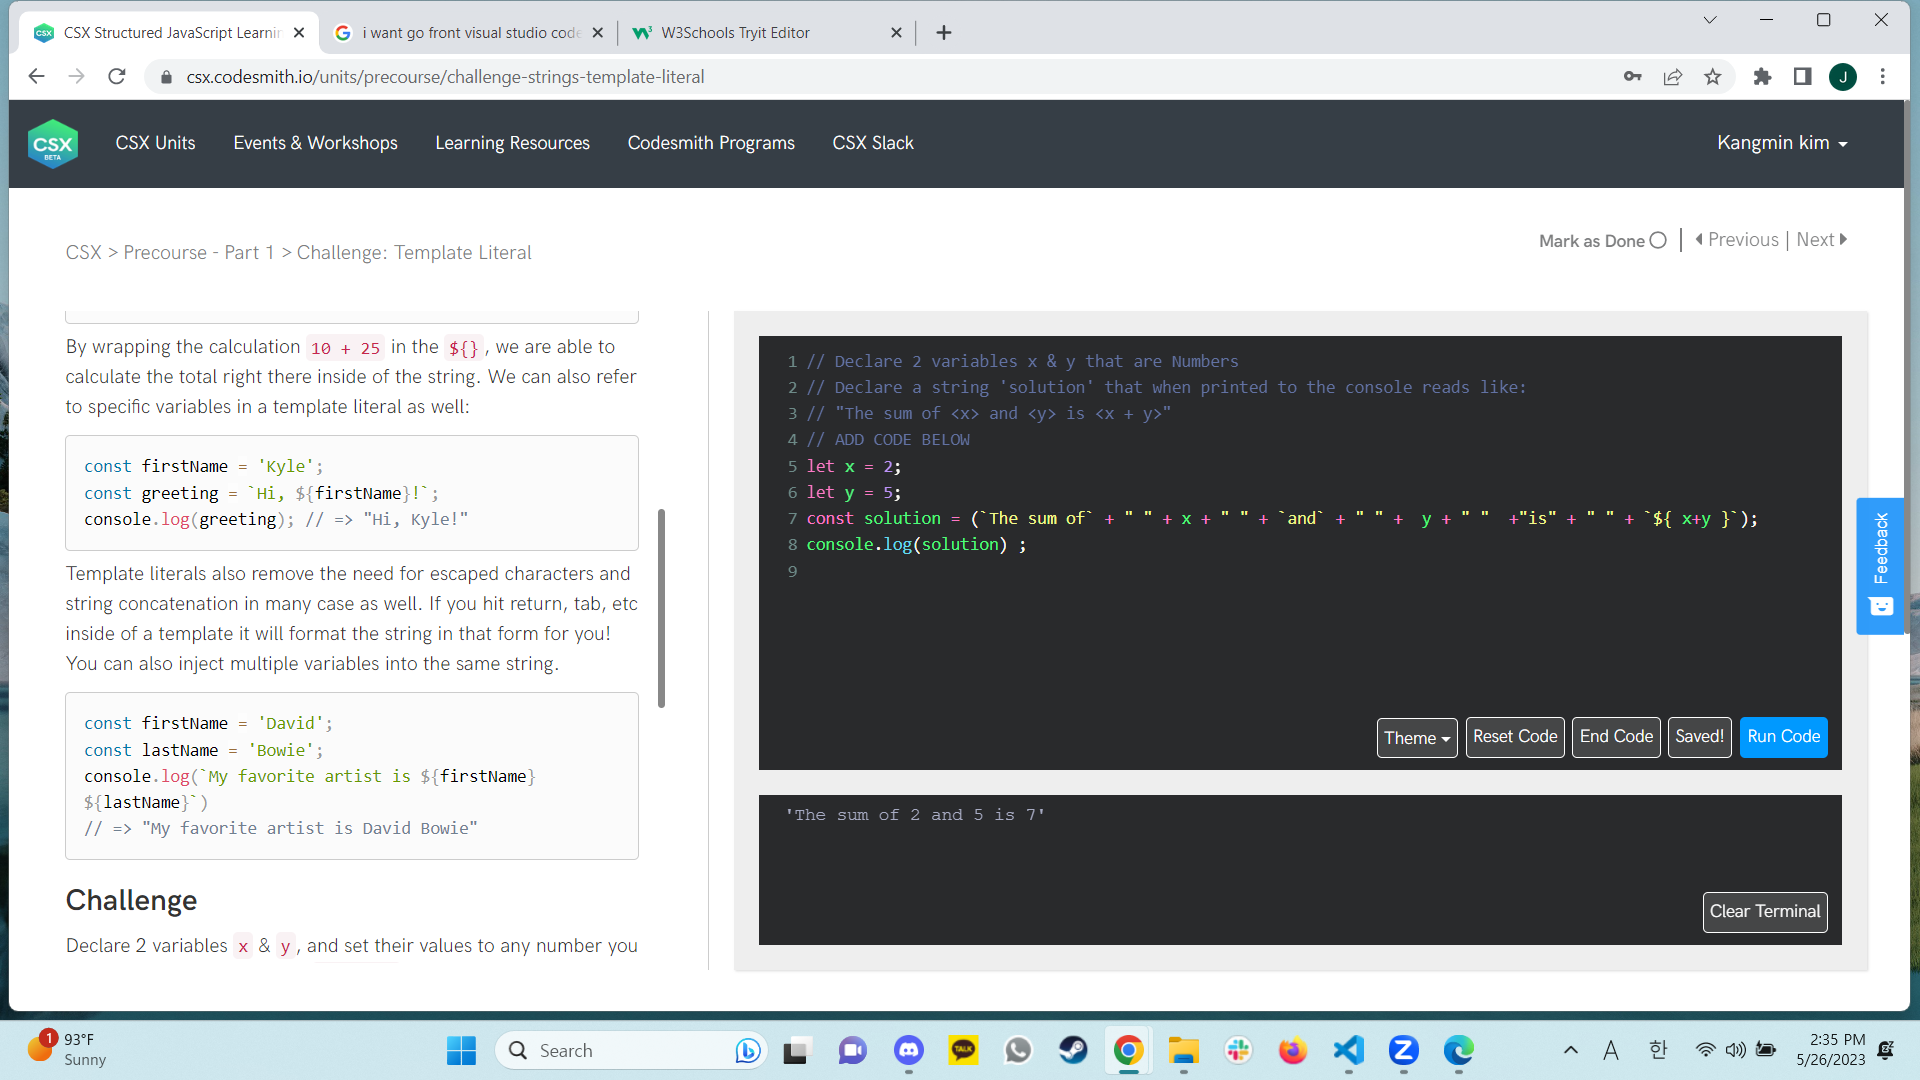 CSX Structured JavaScript Learnin
i want go front visual studio code
W3Schools Tryit Editor
csx.codesmith.io/units/precourse/challenge-strings-template-literal
J
CSX
BETA
CSX Units
Events & Workshops
Learning Resources
Codesmith Programs
CSX Slack
Kangmin kim
CSX > Precourse - Part 1 > Challenge: Template Literal
Mark as Done
Previous | Next
By wrapping the calculation 10 + 25 in the ${}, we are able to
calculate the total right there inside of the string. We can also refer
to specific variables in a template literal as well:
const firstName = 'Kyle';
const greeting = `Hi, ${firstName}!`;
console.log(greeting); // => "Hi, Kyle!"
Template literals also remove the need for escaped characters and
string concatenation in many case as well. If you hit return, tab, etc
inside of a template it will format the string in that form for you!
You can also inject multiple variables into the same string.
const firstName = 'David';
const lastName = 'Bowie';
console.log(`My favorite artist is ${firstName}
${lastName}`)
// => "My favorite artist is David Bowie"
Challenge
Declare 2 variables x & y, and set their values to any number you
1 // Declare 2 variables x & y that are Numbers
2 // Declare a string 'solution' that when printed to the console reads like:
3 // "The sum of <x> and <y> is <x + y>"
4 // ADD CODE BELOW
5 let x = 2;
6 let y = 5;
7 const solution = (`The sum of` + " " + x + " " + `and` + " " +  y + " "  +"is" + " " + `${ x+y }`);
8 console.log(solution) ;
9
Theme
Reset Code
End Code
Saved!
Run Code
'The sum of 2 and 5 is 7'
Clear Terminal
Feedback
1
93°F
Sunny
Search
TALK
A
한
2:35 PM
5/26/2023